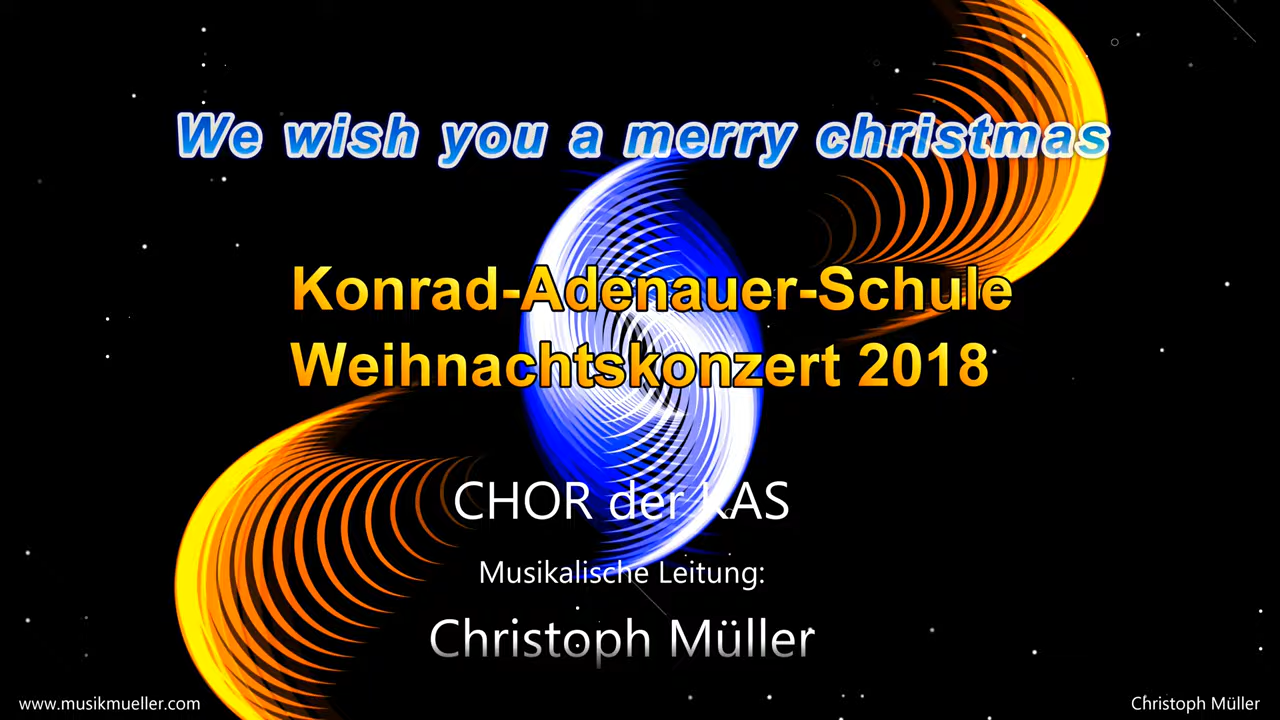 We wish you a merry christmas
Konrad-Adenauer-Schule
Weihnachtskonzert 2018
CHOR der KAS
Musikalische Leitung:
Christoph Müller
www.musikmueller.com
Christoph Müller